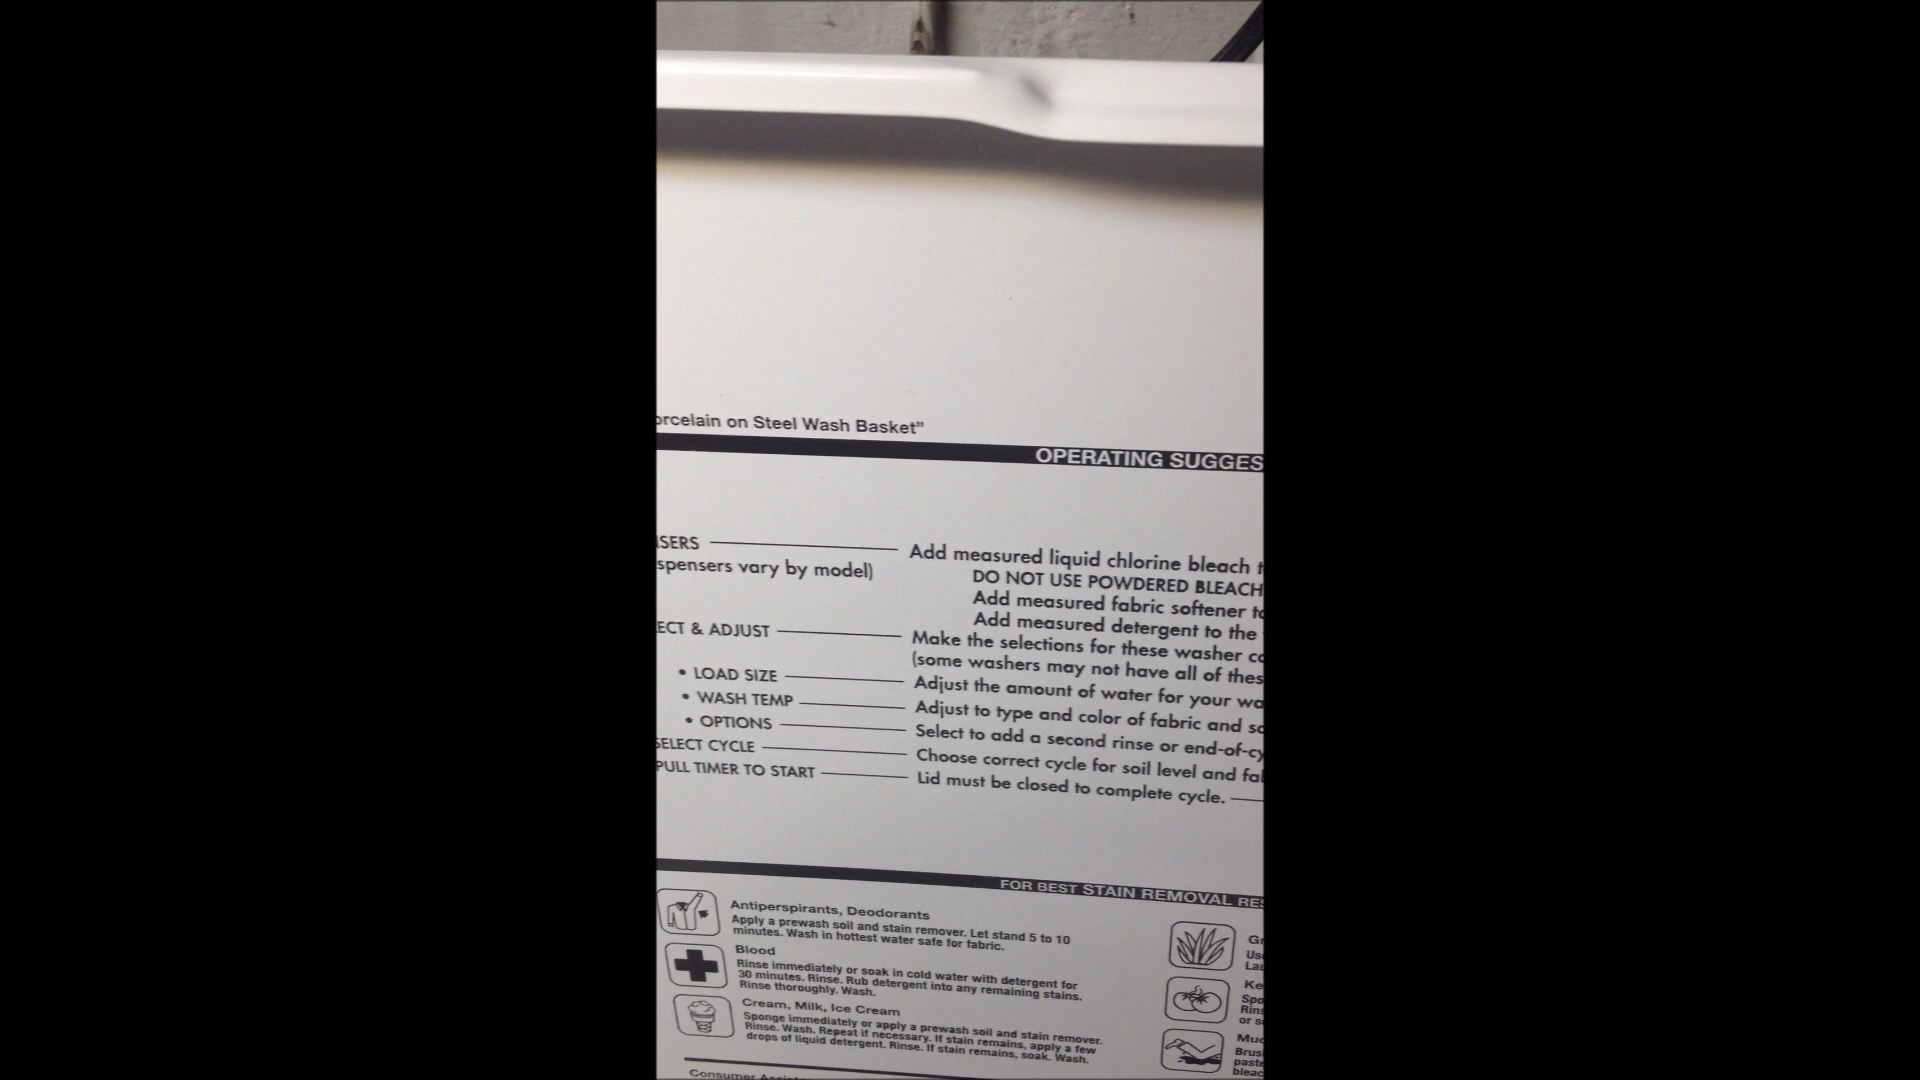 on Steel Wash Basket”
OPERATING
Add measured liquid chlorine bleach
vary by model)
DO NOT USE POWDERED BLEACH
Add measured fabric softener
Add measured detergent to the
& ADJUST
Make the selections for these washer
(some washers may not have all of
• LOAD SIZE
Adjust the amount of water for your
• WASH TEMP
Adjust to type and color of fabric and
• OPTIONS
Select to add a second rinse or
SELECT CYCLE
Choose correct cycle for soil level and
PULL TIMER TO START
Lid must be closed to complete cycle.
FOR BEST STAIN REMOVAL
Antiperspirants, Deodorants
Apply a prewash soil and stain remover. Let stand 5 to 10
minutes. Wash in hottest water safe for fabric.
Blood
Rinse immediately or soak in cold water with detergent for
30 minutes. Rinse. Rub detergent into any remaining stains.
Rinse thoroughly. Wash.
Cream, Milk, Ice Cream
Sponge immediately or apply a prewash soil and stain remover.
Rinse. Wash. Repeat if necessary. If stain remains, apply a few
drops of liquid detergent. Rinse. If stain remains, soak. Wash.
or
Consumer